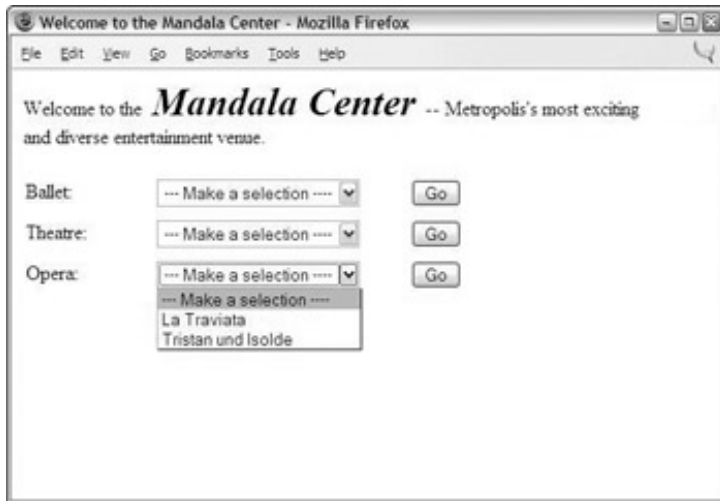 Welcome to the Mandala Center - Mozilla Firefox
File Edit View Go Bookmarks Tools Help
Welcome to the Mandala Center -- Metropolis's most exciting
and diverse entertainment venue.
Ballet: --- Make a selection ---- Go
Theatre: --- Make a selection ---- Go
Opera: --- Make a selection ---- Go
--- Make a selection ----
La Traviata
Tristan und Isolde